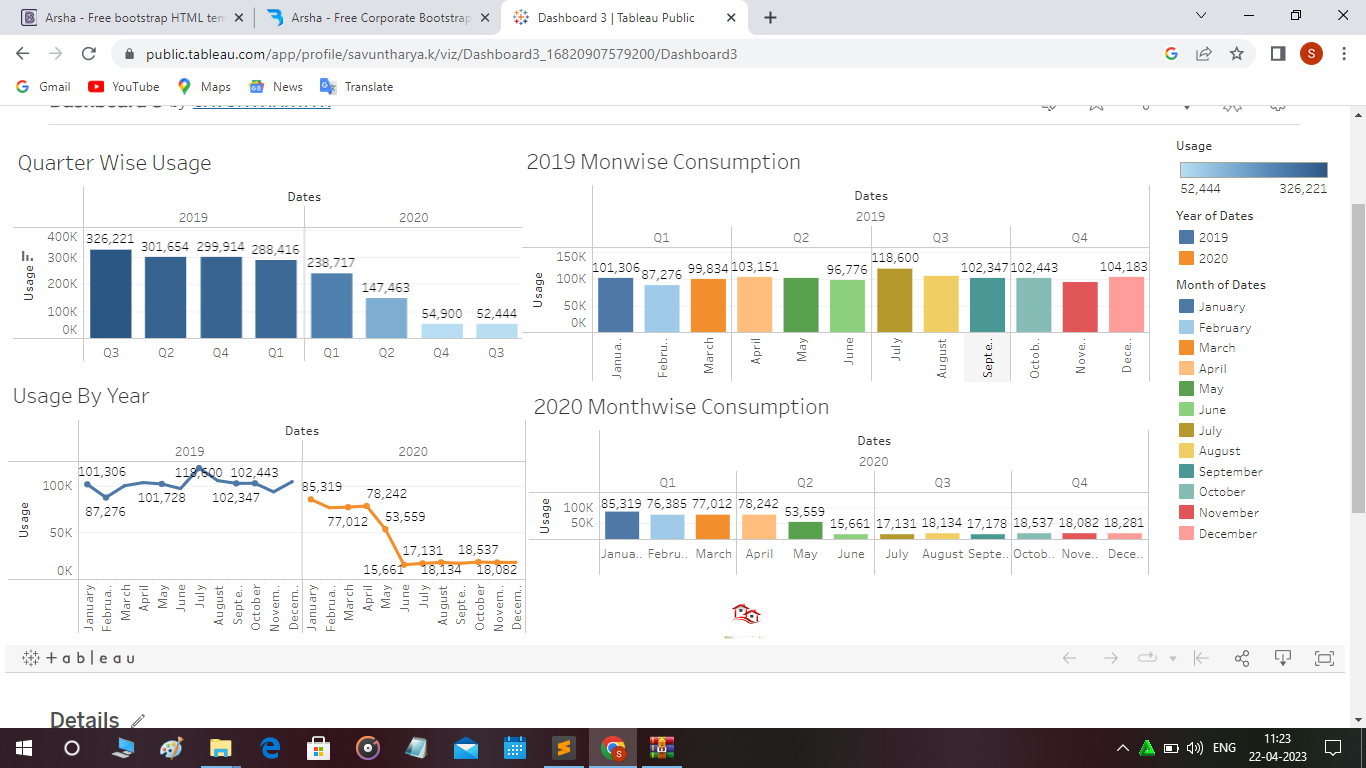 Arsha - Free bootstrap HTML tem
Arsha - Free Corporate Bootstrap
Dashboard 3 | Tableau Public
public.tableau.com/app/profile/savuntharya.k/viz/Dashboard3_16820907579200/Dashboard3
S
Gmail
YouTube
Maps
News
Translate
Quarter Wise Usage
Dates
2019
2020
Usage
400K
300K
200K
100K
0K
326,221
301,654
299,914
288,416
238,717
147,463
54,900
52,444
Q3
Q2
Q4
Q1
Q1
Q2
Q4
Q3
2019 Monwise Consumption
Dates
2019
Q1
Q2
Q3
Q4
Usage
150K
100K
50K
0K
101,306
87,276
99,834
103,151
96,776
118,600
102,347
102,443
104,183
Janua..
Febru..
March
April
May
June
July
August
Septe..
Octob..
Nove..
Dece..
Usage By Year
Dates
2019
2020
Usage
100K
50K
0K
101,306
87,276
101,728
118,600
102,347
102,443
85,319
77,012
78,242
53,559
15,661
17,131
18,134
18,537
18,082
January
Februa..
March
April
May
June
July
August
Septe..
October
Novem..
Decem..
January
Februa..
March
April
May
June
July
August
Septe..
October
Novem..
Decem..
2020 Monthwise Consumption
Dates
2020
Q1
Q2
Q3
Q4
Usage
100K
50K
85,319
76,385
77,012
78,242
53,559
15,661
17,131
18,134
17,178
18,537
18,082
18,281
Janua..
Febru..
March
April
May
June
July
August
Septe..
Octob..
Nove..
Dece..
Usage
52,444
326,221
Year of Dates
2019
2020
Month of Dates
January
February
March
April
May
June
July
August
September
October
November
December
+ a b l e a u
Details
ENG
11:23
22-04-2023